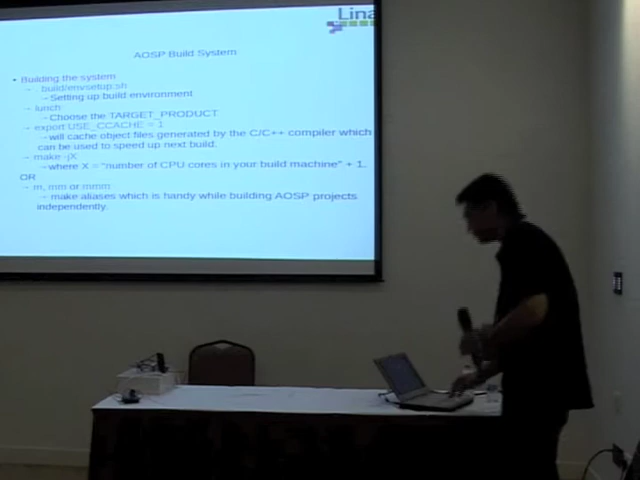 Lina
AOSP Build System
• Building the system
– . build/envsetup.sh
– Setting up build environment
– lunch
– Choose the TARGET_PRODUCT
– export USE_CCACHE = 1
– will cache object files generated by the C/C++ compiler which
can be used to speed up next build.
– make -jX
– where X = "number of CPU cores in your build machine" + 1.
OR
– m, mm or mmm
– make aliases which is handy while building AOSP projects
independently.